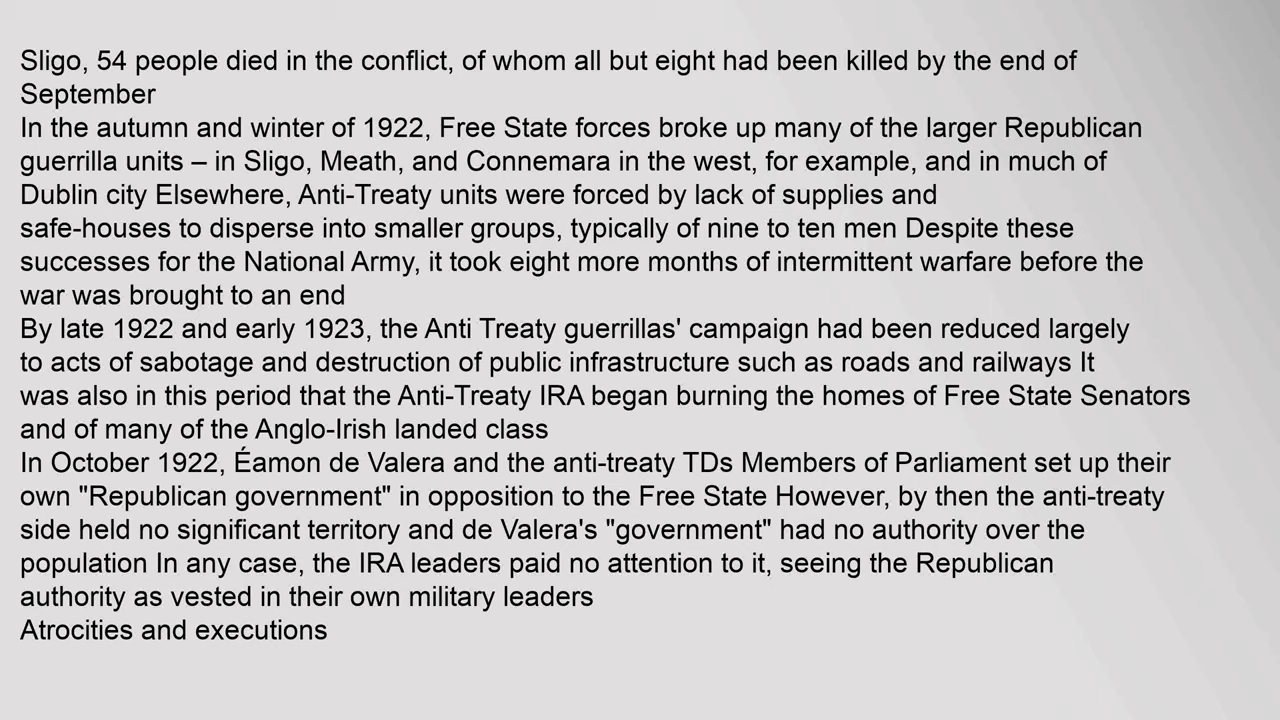 Sligo, 54 people died in the conflict, of whom all but eight had been killed by the end of
September
In the autumn and winter of 1922, Free State forces broke up many of the larger Republican
guerrilla units – in Sligo, Meath, and Connemara in the west, for example, and in much of
Dublin city Elsewhere, Anti-Treaty units were forced by lack of supplies and
safe-houses to disperse into smaller groups, typically of nine to ten men Despite these
successes for the National Army, it took eight more months of intermittent warfare before the
war was brought to an end
By late 1922 and early 1923, the Anti Treaty guerrillas' campaign had been reduced largely
to acts of sabotage and destruction of public infrastructure such as roads and railways It
was also in this period that the Anti-Treaty IRA began burning the homes of Free State Senators
and of many of the Anglo-Irish landed class
In October 1922, Éamon de Valera and the anti-treaty TDs Members of Parliament set up their
own "Republican government" in opposition to the Free State However, by then the anti-treaty
side held no significant territory and de Valera's "government" had no authority over the
population In any case, the IRA leaders paid no attention to it, seeing the Republican
authority as vested in their own military leaders
Atrocities and executions